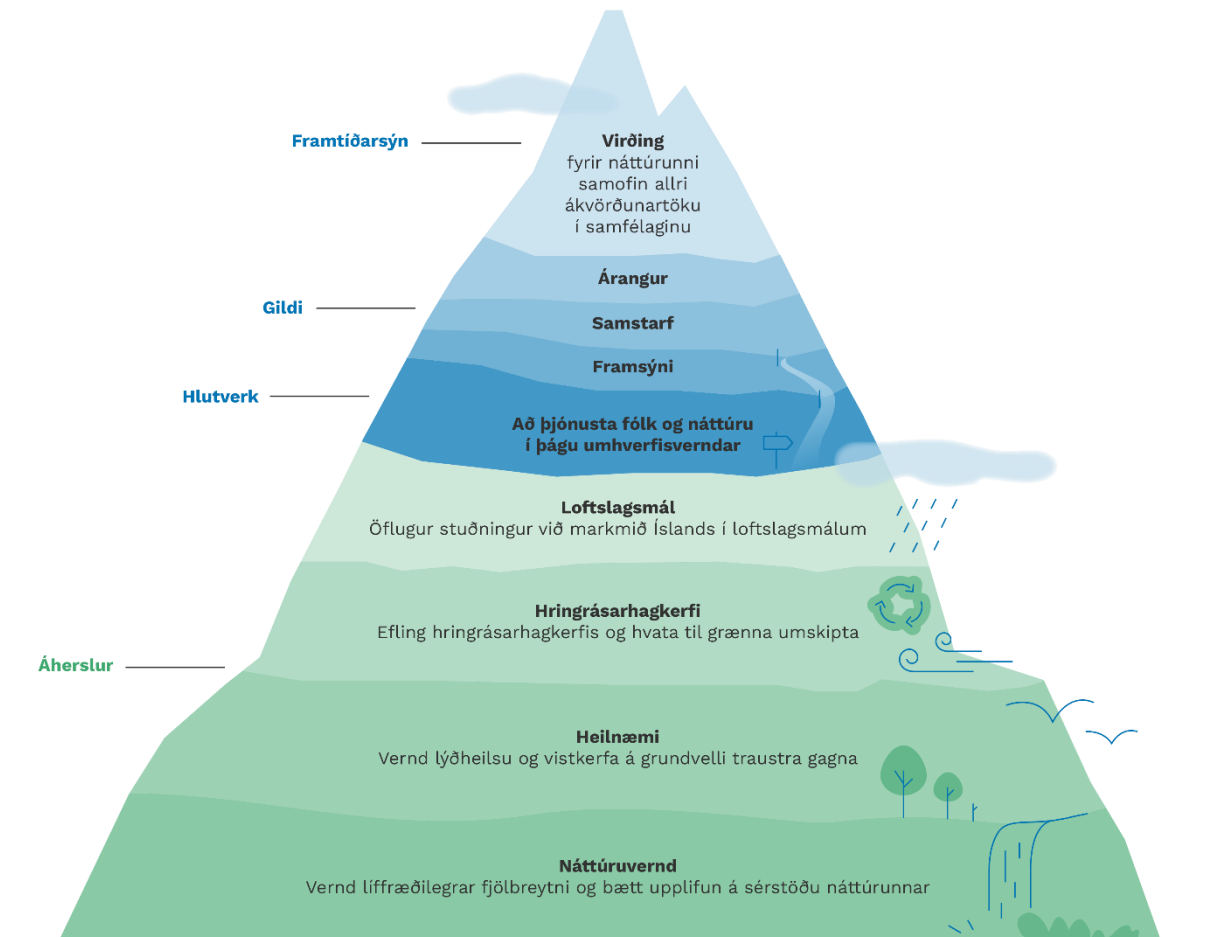 Framtíðarsýn
Virðing
fyrir náttúrunni
samofin allri
ákvörðunartöku
í samfélaginu
Gildi
Árangur
Samstarf
Framsýni
Hlutverk
Að þjónusta fólk og náttúru
í þágu umhverfisverndar
Áherslur
Loftslagsmál
Öflugur stuðningur við markmið Íslands í loftslagsmálum
Hringrásarhagkerfi
Efling hringrásarhagkerfis og hvata til grænna umskipta
Heilnæmi
Vernd lýðheilsu og vistkerfa á grundvelli traustra gagna
Náttúruvernd
Vernd líffræðilegrar fjölbreytni og bætt upplifun á sérstöðu náttúrunnar